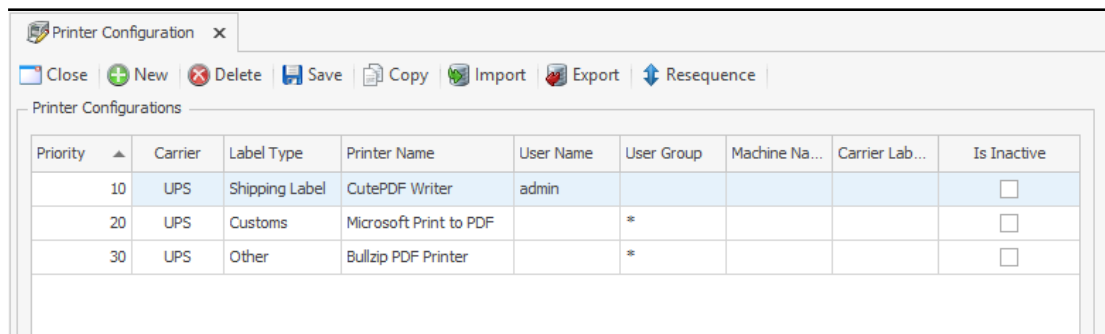 Printer Configuration x
Close New Delete Save Copy Import Export Resequence
Printer Configurations
Priority Carrier Label Type Printer Name User Name User Group Machine Na... Carrier Lab... Is Inactive
10 UPS Shipping Label CutePDF Writer admin
20 UPS Customs Microsoft Print to PDF *
30 UPS Other Bullzip PDF Printer *